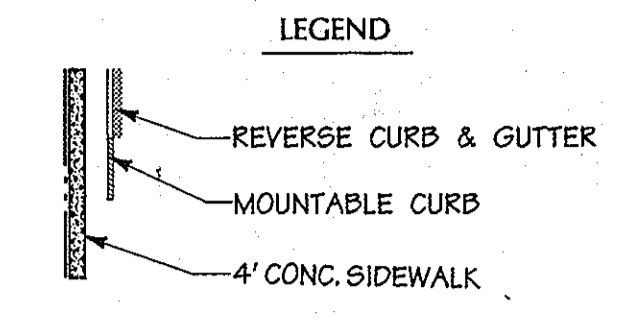 LEGEND
REVERSE CURB & GUTTER
MOUNTABLE CURB
4' CONC. SIDEWALK